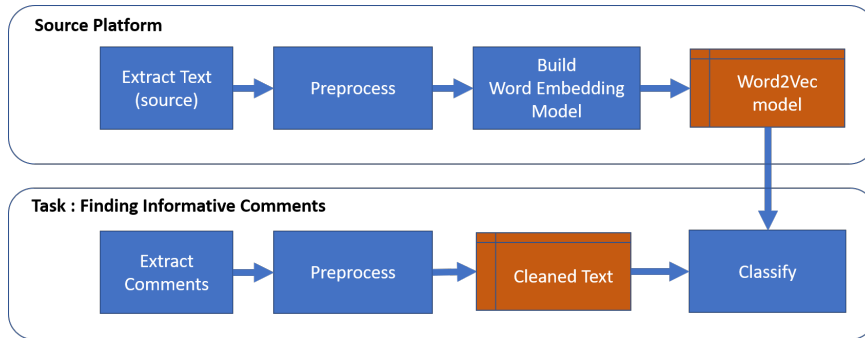 Source Platform
Extract Text
(source)
Preprocess
Build
Word Embedding
Model
Word2Vec
model
Task : Finding Informative Comments
Extract
Comments
Preprocess
Cleaned Text
Classify